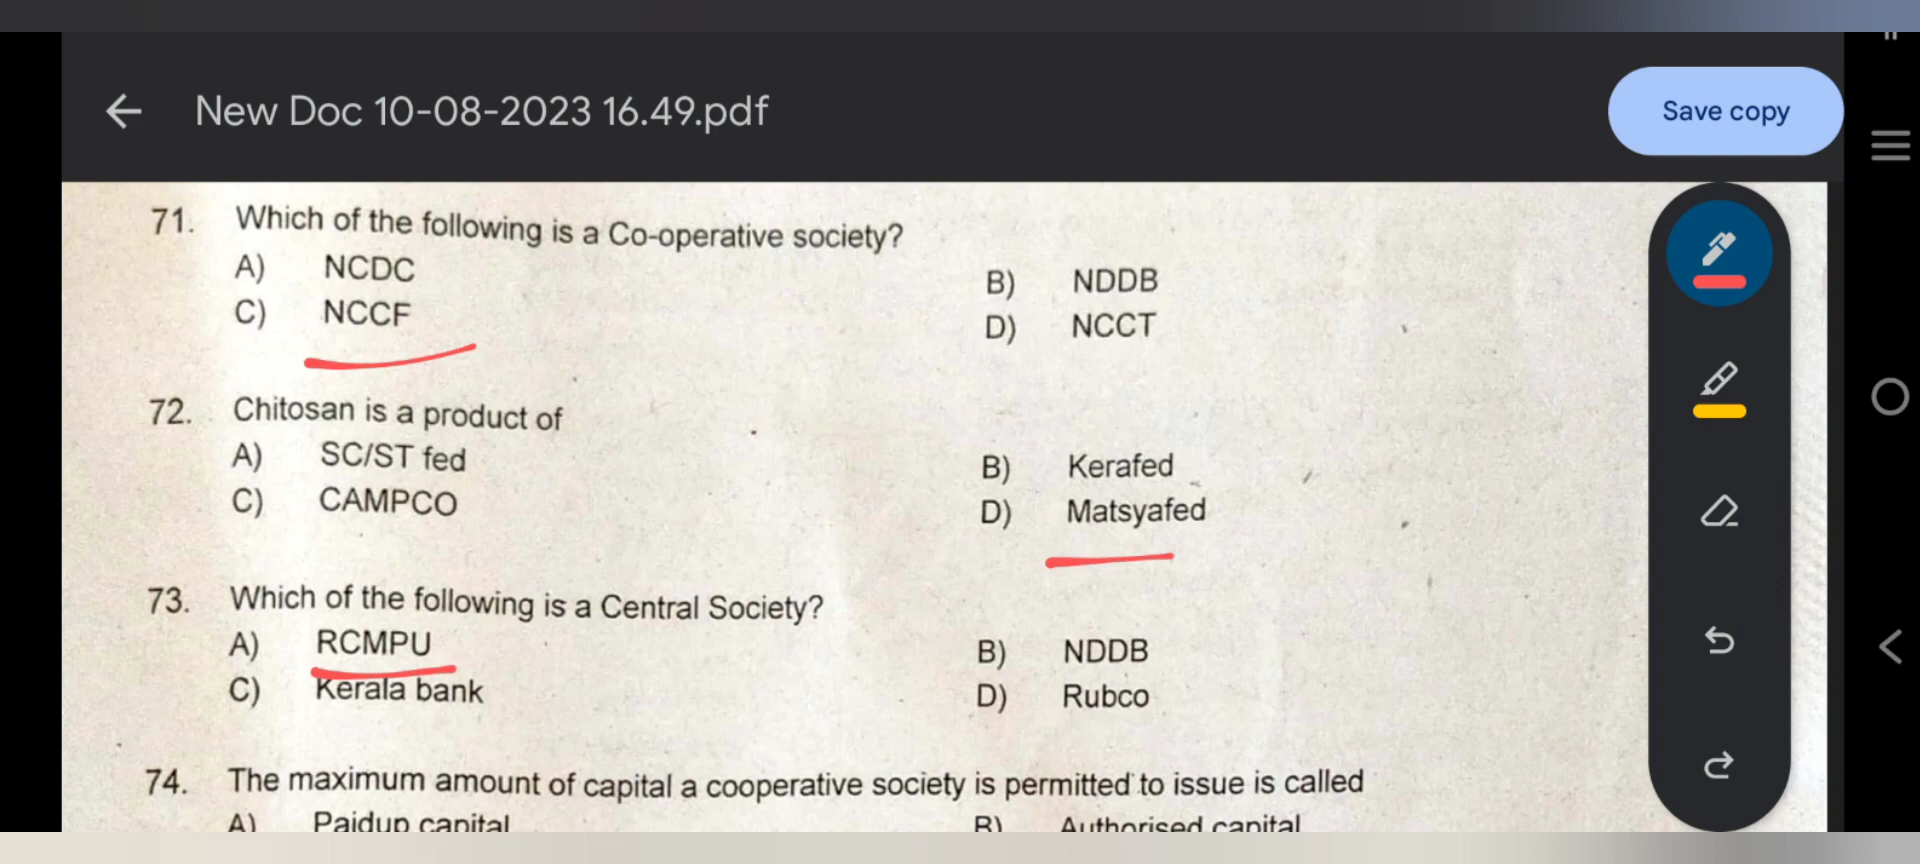 New Doc 10-08-2023 16.49.pdf
Save copy
71. Which of the following is a Co-operative society?
A) NCDC
B) NDDB
C) NCCF
D) NCCT
72. Chitosan is a product of
A) SC/ST fed
B) Kerafed
C) CAMPCO
D) Matsyafed
73. Which of the following is a Central Society?
A) RCMPU
B) NDDB
C) Kerala bank
D) Rubco
74. The maximum amount of capital a cooperative society is permitted to issue is called
A) Paidup capital
B) Authorised capital